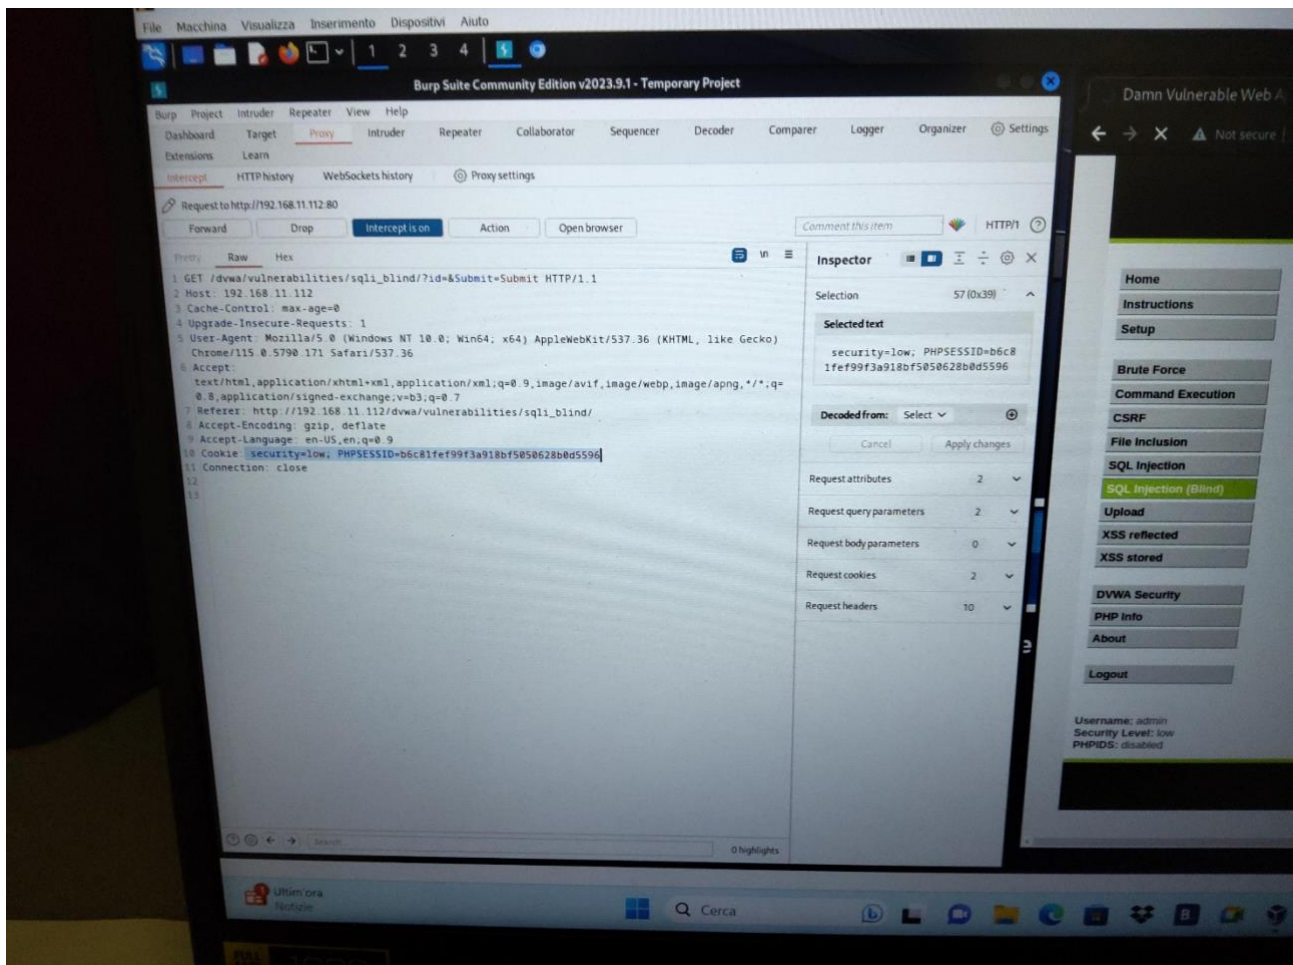 File Macchina Visualizza Inserimento Dispositivi Aiuto
1 2 3 4
Burp Suite Community Edition v2023.9.1 - Temporary Project
Burp Project Intruder Repeater View Help
Dashboard Target Proxy Intruder Repeater Collaborator Sequencer Decoder Comparer Logger Organizer Settings
Extensions Learn
Intercept HTTP history WebSockets history Proxy settings
Request to http://192.168.11.112:80
Forward Drop Intercept is on Action Open browser Comment this item HTTP/1
Pretty Raw Hex \n
1 GET /dvwa/vulnerabilities/sqli_blind/?id=&Submit=Submit HTTP/1.1
2 Host: 192.168.11.112
3 Cache-Control: max-age=0
4 Upgrade-Insecure-Requests: 1
5 User-Agent: Mozilla/5.0 (Windows NT 10.0; Win64; x64) AppleWebKit/537.36 (KHTML, like Gecko)
Chrome/115.0.5790.171 Safari/537.36
6 Accept:
text/html,application/xhtml+xml,application/xml;q=0.9,image/avif,image/webp,image/apng,*/*;q=
0.8,application/signed-exchange;v=b3;q=0.7
7 Referer: http://192.168.11.112/dvwa/vulnerabilities/sqli_blind/
8 Accept-Encoding: gzip, deflate
9 Accept-Language: en-US,en;q=0.9
10 Cookie: security=low; PHPSESSID=b6c81fef99f3a918bf5050628b0d5596
11 Connection: close
12
13
Search...
0 highlights
Inspector
Selection 57 (0x39)
Selected text
security=low; PHPSESSID=b6c8
1fef99f3a918bf5050628b0d5596
Decoded from: Select
Cancel Apply changes
Request attributes 2
Request query parameters 2
Request body parameters 0
Request cookies 2
Request headers 10
Damn Vulnerable Web A
Not secure
Home
Instructions
Setup
Brute Force
Command Execution
CSRF
File Inclusion
SQL Injection
SQL Injection (Blind)
Upload
XSS reflected
XSS stored
DVWA Security
PHP Info
About
Logout
Username: admin
Security Level: low
PHPIDS: disabled
1
Ultim'ora
Notizie
Cerca
FULL